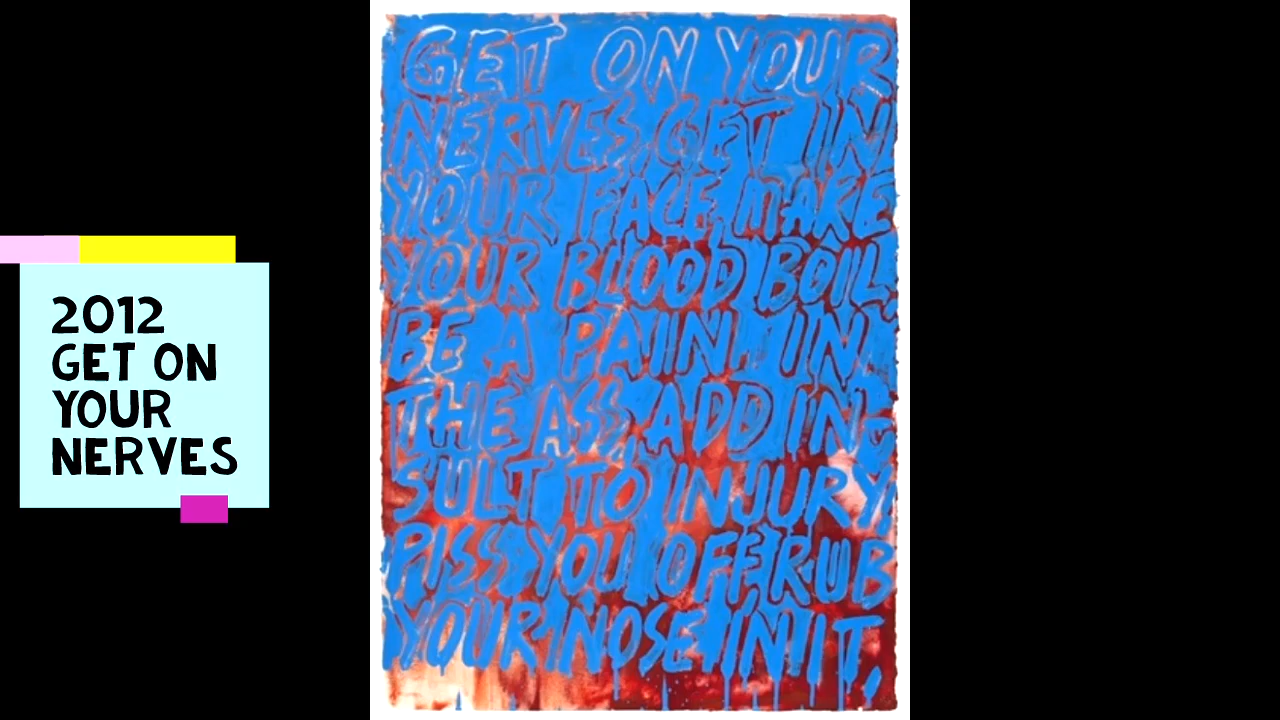 2012
GET ON
YOUR
NERVES
GET ON YOUR
NERVES, GET IN
YOUR FACE, MAKE
YOUR BLOOD BOIL,
BE A PAIN IN
THE ASS, ADD IN-
SULT TO INJURY,
PISS YOU OFF, RUB
YOUR NOSE IN IT,